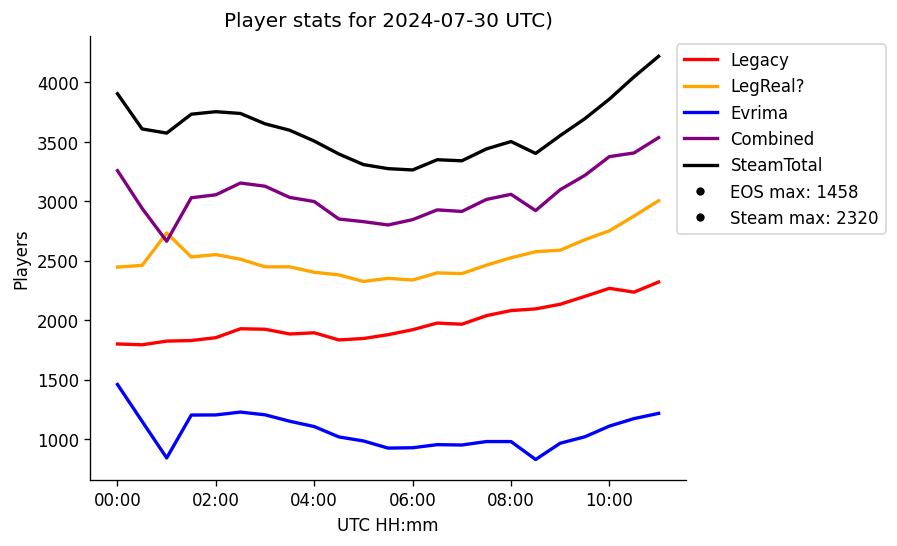 Player stats for 2024-07-30 UTC)
Legacy
LegReal?
Evrima
Combined
SteamTotal
EOS max: 1458
Steam max: 2320
Players
4000
3500
3000
2500
2000
1500
1000
00:00 02:00 04:00 06:00 08:00 10:00
UTC HH:mm